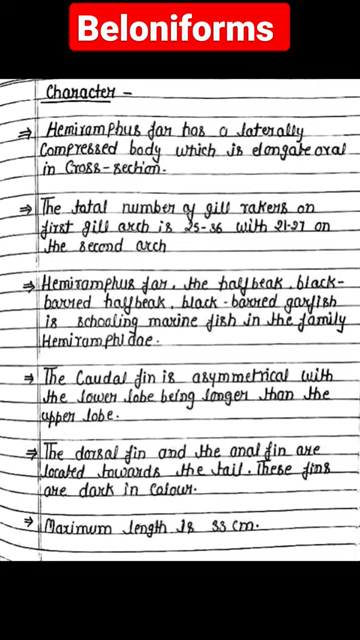 Beloniforms
Character -
⇒ Hemiramphus far has a laterally
compressed body which is elongate oval
in cross-section.
⇒ The total number of gill rakers on
first gill arch is 25-36 with 21-27 on
the second arch
⇒ Hemiramphus far, the halfbeak, black-
barred halfbeak, black-barred garfish
is schooling marine fish in the family
Hemiramphidae.
⇒ The Caudal fin is asymmetrical with
the lower lobe being longer than the
upper lobe.
⇒ The dorsal fin and the anal fin are
located towards the tail. These fins
are dark in colour.
⇒ Maximum length is 33 cm.